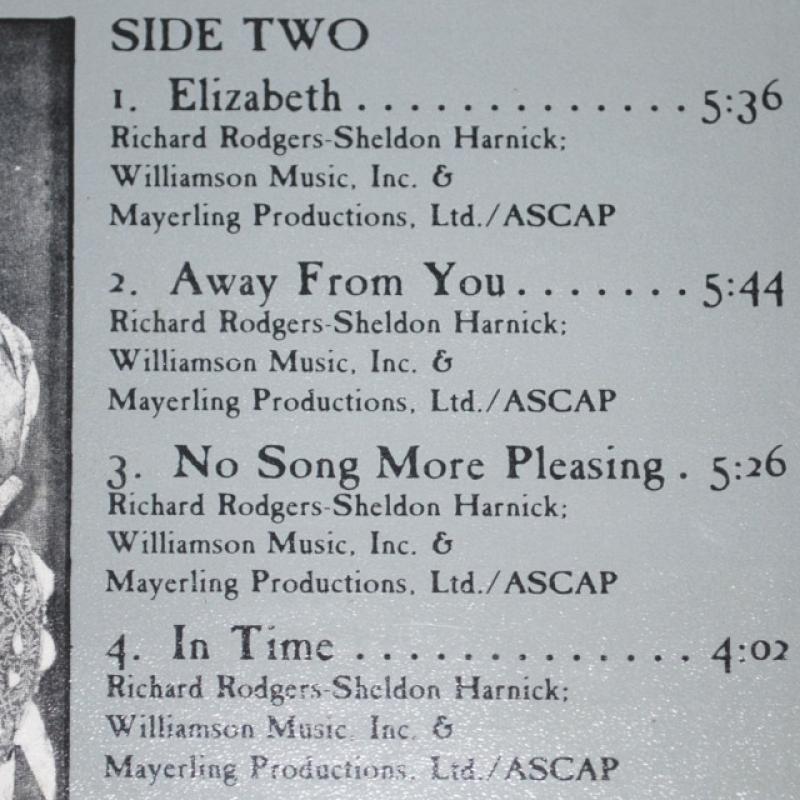 SIDE TWO
1. Elizabeth . . . . . . . . . . . . . . 5:36
Richard Rodgers-Sheldon Harnick;
Williamson Music, Inc. &
Mayerling Productions, Ltd./ASCAP
2. Away From You . . . . . . . 5:44
Richard Rodgers-Sheldon Harnick;
Williamson Music, Inc. &
Mayerling Productions, Ltd./ASCAP
3. No Song More Pleasing . 5:26
Richard Rodgers-Sheldon Harnick;
Williamson Music, Inc. &
Mayerling Productions, Ltd./ASCAP
4. In Time . . . . . . . . . . . . . . 4:02
Richard Rodgers-Sheldon Harnick;
Williamson Music, Inc. &
Mayerling Productions, Ltd./ASCAP